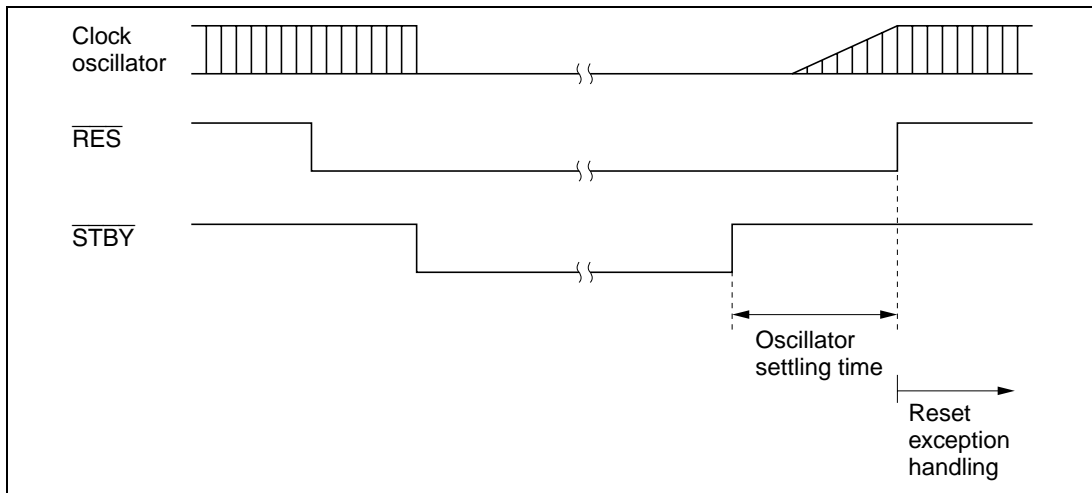 Clock
oscillator
RES
STBY
Oscillator
settling time
Reset
exception
handling